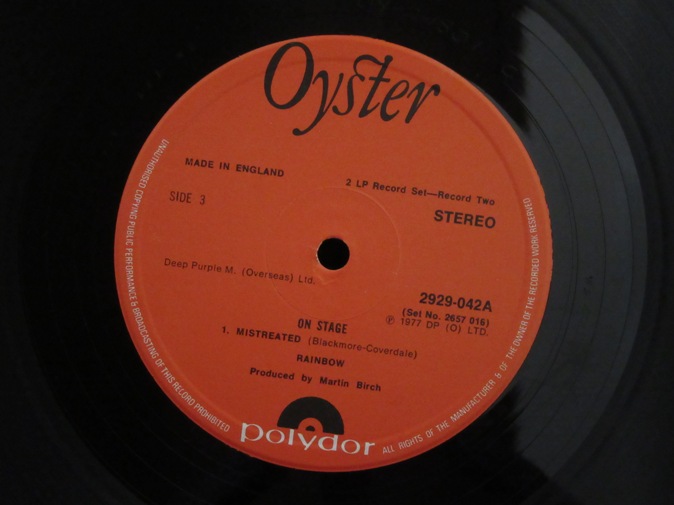 Oyster
MADE IN ENGLAND
2 LP Record Set—Record Two
SIDE 3
STEREO
Deep Purple M. (Overseas) Ltd.
2929-042A
(Set No. 2657 016)
℗ 1977 DP (O) LTD.
ON STAGE
1. MISTREATED (Blackmore-Coverdale)
RAINBOW
Produced by Martin Birch
polydor
ALL RIGHTS OF THE MANUFACTURER & OF THE OWNER OF THE RECORDED WORK RESERVED
UNAUTHORISED COPYING PUBLIC PERFORMANCE & BROADCASTING OF THIS RECORD PROHIBITED